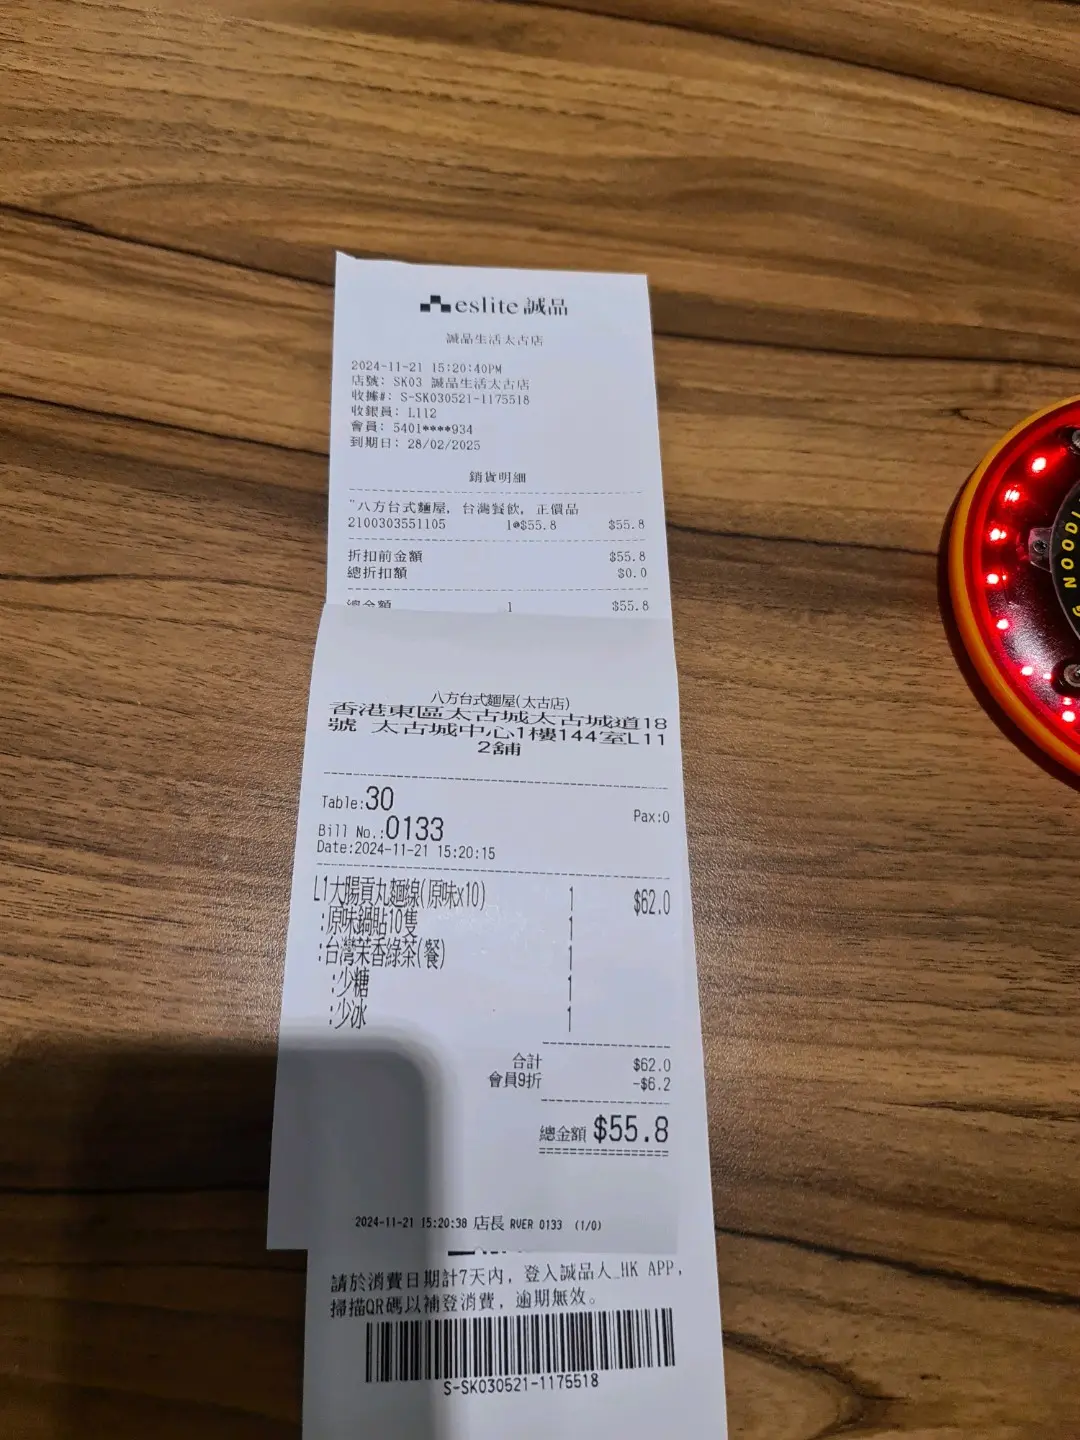 eslite誠品
誠品生活太古店
2024-11-21 15:20:40PM
店號: SK03 誠品生活太古店
收據#: S-SK030521-1175518
收銀員: L112
會員: 5401****934
到期日: 28/02/2025
銷貨明細
"八方台式麵屋, 台灣餐飲, 正價品
2100303551105 1@$55.8 $55.8
折扣前金額 $55.8
總折扣額 $0.0
總金額 1 $55.8
八方台式麵屋(太古店)
香港東區太古城太古城道18
號 太古城中心1樓144室L11
2舖
Table:30 Pax:0
Bill No.:0133
Date:2024-11-21 15:20:15
L1大腸貢丸麵線(原味x10) 1 $62.0
:原味鍋貼10隻 1
:台灣茉香綠茶(餐) 1
:少糖 1
:少冰 1
合計 $62.0
會員9折 -$6.2
總金額 $55.8
2024-11-21 15:20:38 店長 RVER 0133 (1/0)
請於消費日期計7天內, 登入誠品人_HK APP,
掃描QR碼以補登消費, 逾期無效。
S-SK030521-1175518